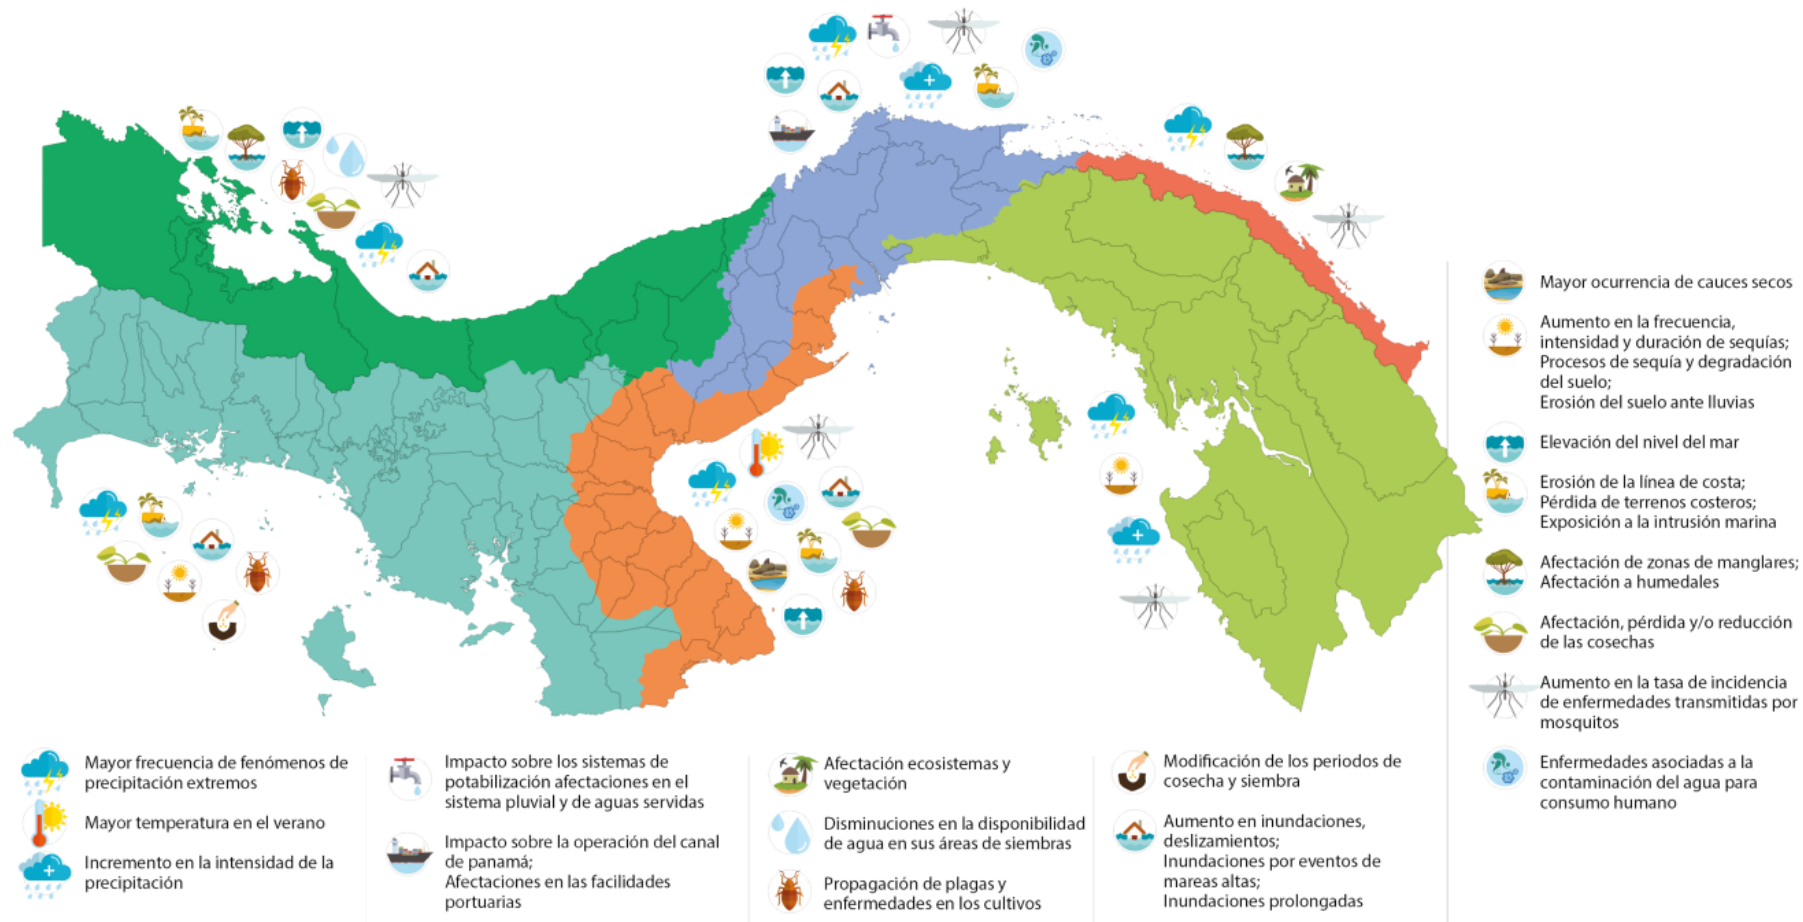 Mayor ocurrencia de cauces secos
Aumento en la frecuencia,
intensidad y duración de sequías;
Procesos de sequía y degradación
del suelo;
Erosión del suelo ante lluvias
Elevación del nivel del mar
Erosión de la línea de costa;
Pérdida de terrenos costeros;
Exposición a la intrusión marina
Afectación de zonas de manglares;
Afectación a humedales
Afectación, pérdida y/o reducción
de las cosechas
Aumento en la tasa de incidencia
de enfermedades transmitidas por
mosquitos
Enfermedades asociadas a la
contaminación del agua para
consumo humano
Mayor frecuencia de fenómenos de
precipitación extremos
Mayor temperatura en el verano
Incremento en la intensidad de la
precipitación
Impacto sobre los sistemas de
potabilización afectaciones en el
sistema pluvial y de aguas servidas
Impacto sobre la operación del canal
de panamá;
Afectaciones en las facilidades
portuarias
Afectación ecosistemas y
vegetación
Disminuciones en la disponibilidad
de agua en sus áreas de siembras
Propagación de plagas y
enfermedades en los cultivos
Modificación de los periodos de
cosecha y siembra
Aumento en inundaciones,
deslizamientos;
Inundaciones por eventos de
mareas altas;
Inundaciones prolongadas